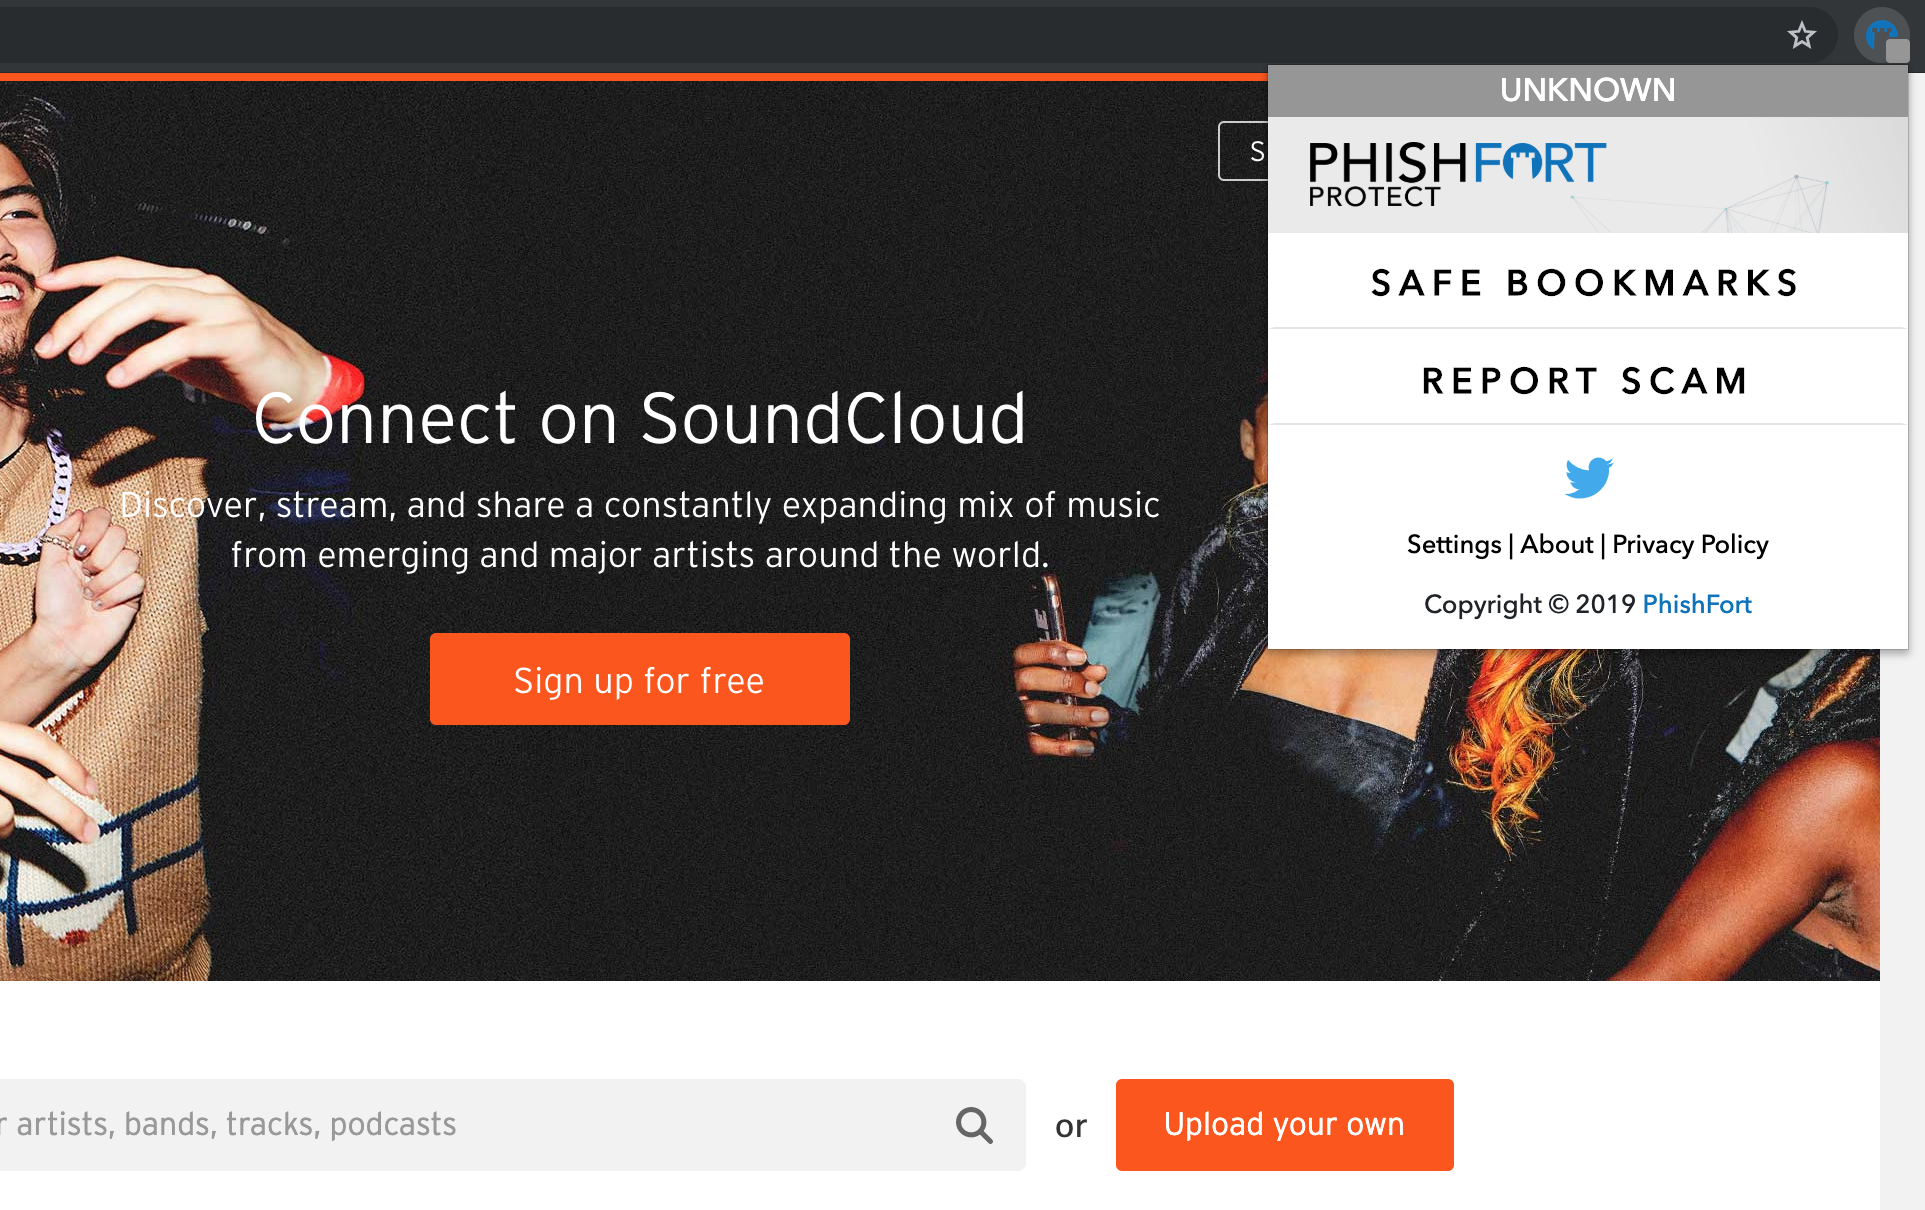 UNKNOWN
PHISHFORT
PROTECT
S
SAFE BOOKMARKS
REPORT SCAM
Settings | About | Privacy Policy
Copyright © 2019 PhishFort
Connect on SoundCloud
Discover, stream, and share a constantly expanding mix of music
from emerging and major artists around the world.
Sign up for free
r artists, bands, tracks, podcasts
or
Upload your own